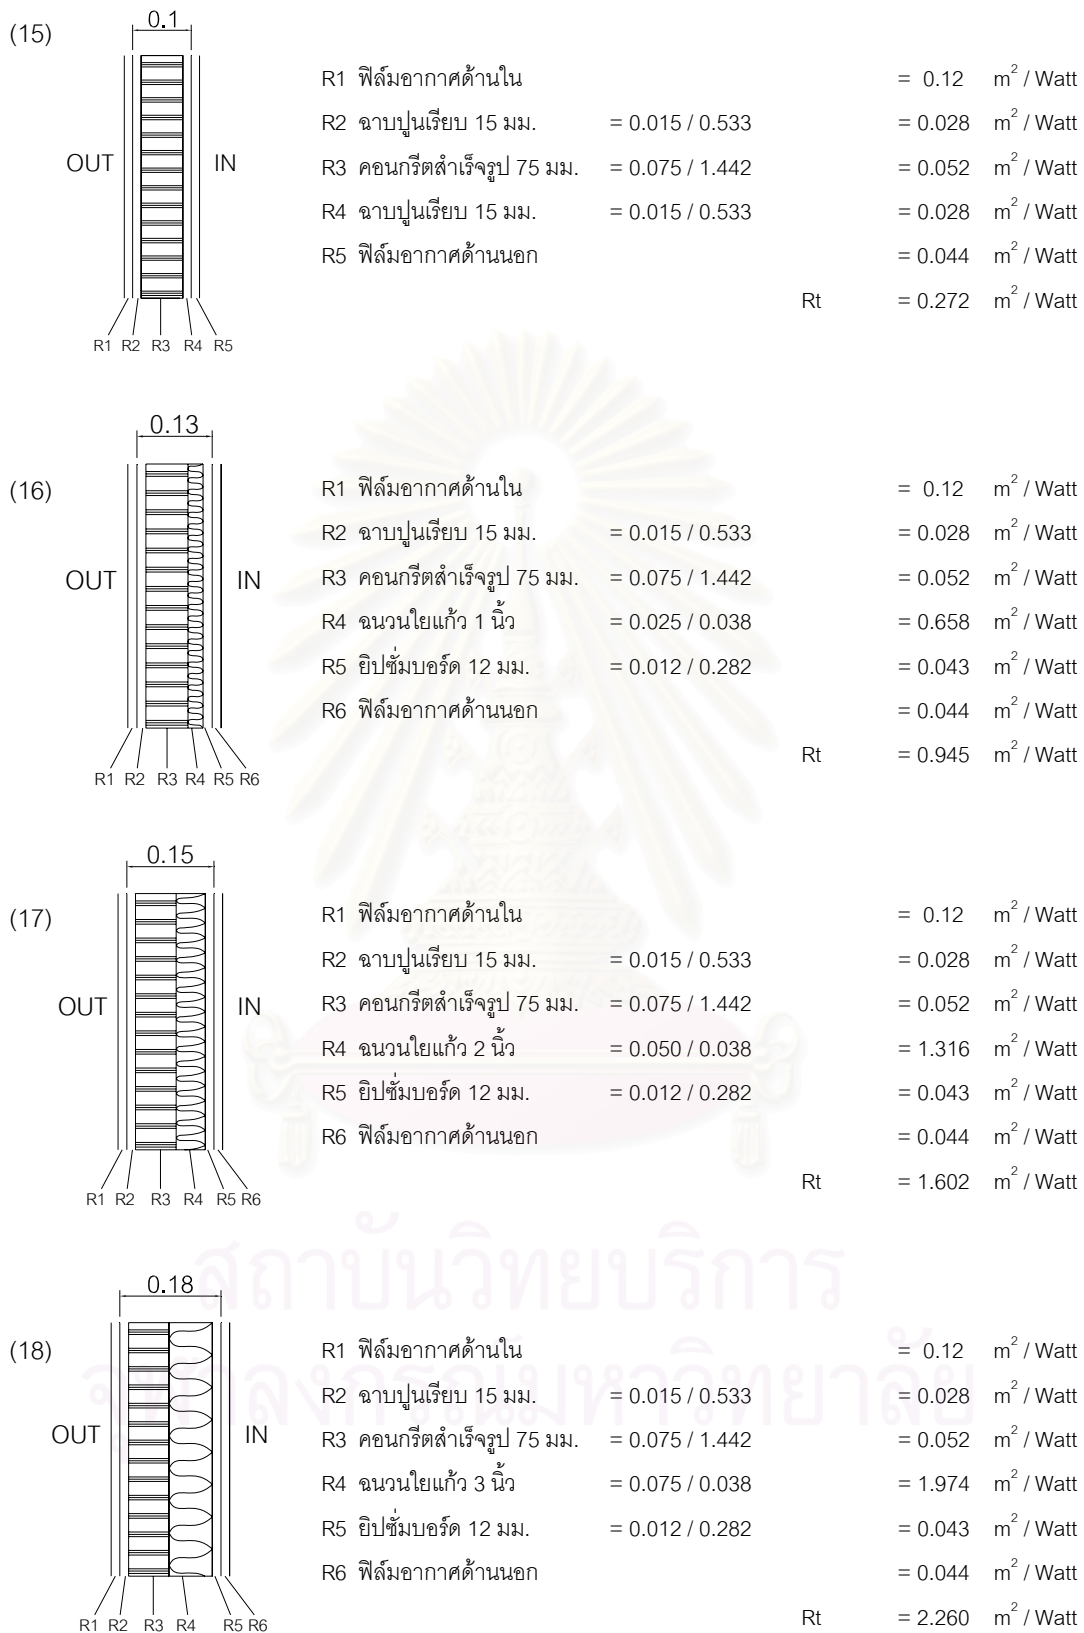 (15)
0.1
OUT
IN
R1 R2 R3 R4 R5
R1 ฟิล์มอากาศด้านใน = 0.12 m² / Watt
R2 ฉาบปูนเรียบ 15 มม. = 0.015 / 0.533 = 0.028 m² / Watt
R3 คอนกรีตสำเร็จรูป 75 มม. = 0.075 / 1.442 = 0.052 m² / Watt
R4 ฉาบปูนเรียบ 15 มม. = 0.015 / 0.533 = 0.028 m² / Watt
R5 ฟิล์มอากาศด้านนอก = 0.044 m² / Watt
Rt = 0.272 m² / Watt
(16)
0.13
OUT
IN
R1 R2 R3 R4 R5 R6
R1 ฟิล์มอากาศด้านใน = 0.12 m² / Watt
R2 ฉาบปูนเรียบ 15 มม. = 0.015 / 0.533 = 0.028 m² / Watt
R3 คอนกรีตสำเร็จรูป 75 มม. = 0.075 / 1.442 = 0.052 m² / Watt
R4 ฉนวนใยแก้ว 1 นิ้ว = 0.025 / 0.038 = 0.658 m² / Watt
R5 ยิปซั่มบอร์ด 12 มม. = 0.012 / 0.282 = 0.043 m² / Watt
R6 ฟิล์มอากาศด้านนอก = 0.044 m² / Watt
Rt = 0.945 m² / Watt
(17)
0.15
OUT
IN
R1 R2 R3 R4 R5 R6
R1 ฟิล์มอากาศด้านใน = 0.12 m² / Watt
R2 ฉาบปูนเรียบ 15 มม. = 0.015 / 0.533 = 0.028 m² / Watt
R3 คอนกรีตสำเร็จรูป 75 มม. = 0.075 / 1.442 = 0.052 m² / Watt
R4 ฉนวนใยแก้ว 2 นิ้ว = 0.050 / 0.038 = 1.316 m² / Watt
R5 ยิปซั่มบอร์ด 12 มม. = 0.012 / 0.282 = 0.043 m² / Watt
R6 ฟิล์มอากาศด้านนอก = 0.044 m² / Watt
Rt = 1.602 m² / Watt
สถาบันวิทยบริการ
จุฬาลงกรณ์มหาวิทยาลัย
(18)
0.18
OUT
IN
R1 R2 R3 R4 R5 R6
R1 ฟิล์มอากาศด้านใน = 0.12 m² / Watt
R2 ฉาบปูนเรียบ 15 มม. = 0.015 / 0.533 = 0.028 m² / Watt
R3 คอนกรีตสำเร็จรูป 75 มม. = 0.075 / 1.442 = 0.052 m² / Watt
R4 ฉนวนใยแก้ว 3 นิ้ว = 0.075 / 0.038 = 1.974 m² / Watt
R5 ยิปซั่มบอร์ด 12 มม. = 0.012 / 0.282 = 0.043 m² / Watt
R6 ฟิล์มอากาศด้านนอก = 0.044 m² / Watt
Rt = 2.260 m² / Watt